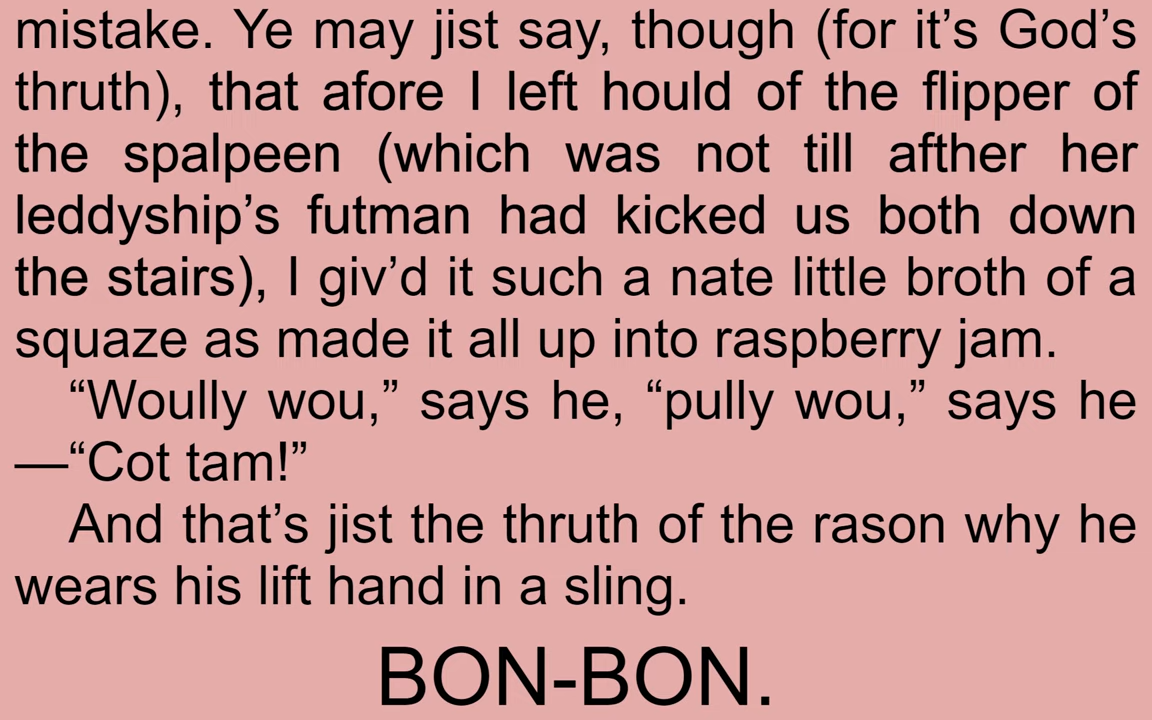 mistake. Ye may jist say, though (for it’s God’s
thruth), that afore I left hould of the flipper of
the spalpeen (which was not till afther her
leddyship’s futman had kicked us both down
the stairs), I giv’d it such a nate little broth of a
squaze as made it all up into raspberry jam.
“Woully wou,” says he, “pully wou,” says he
—“Cot tam!”
And that’s jist the thruth of the rason why he
wears his lift hand in a sling.
BON-BON.